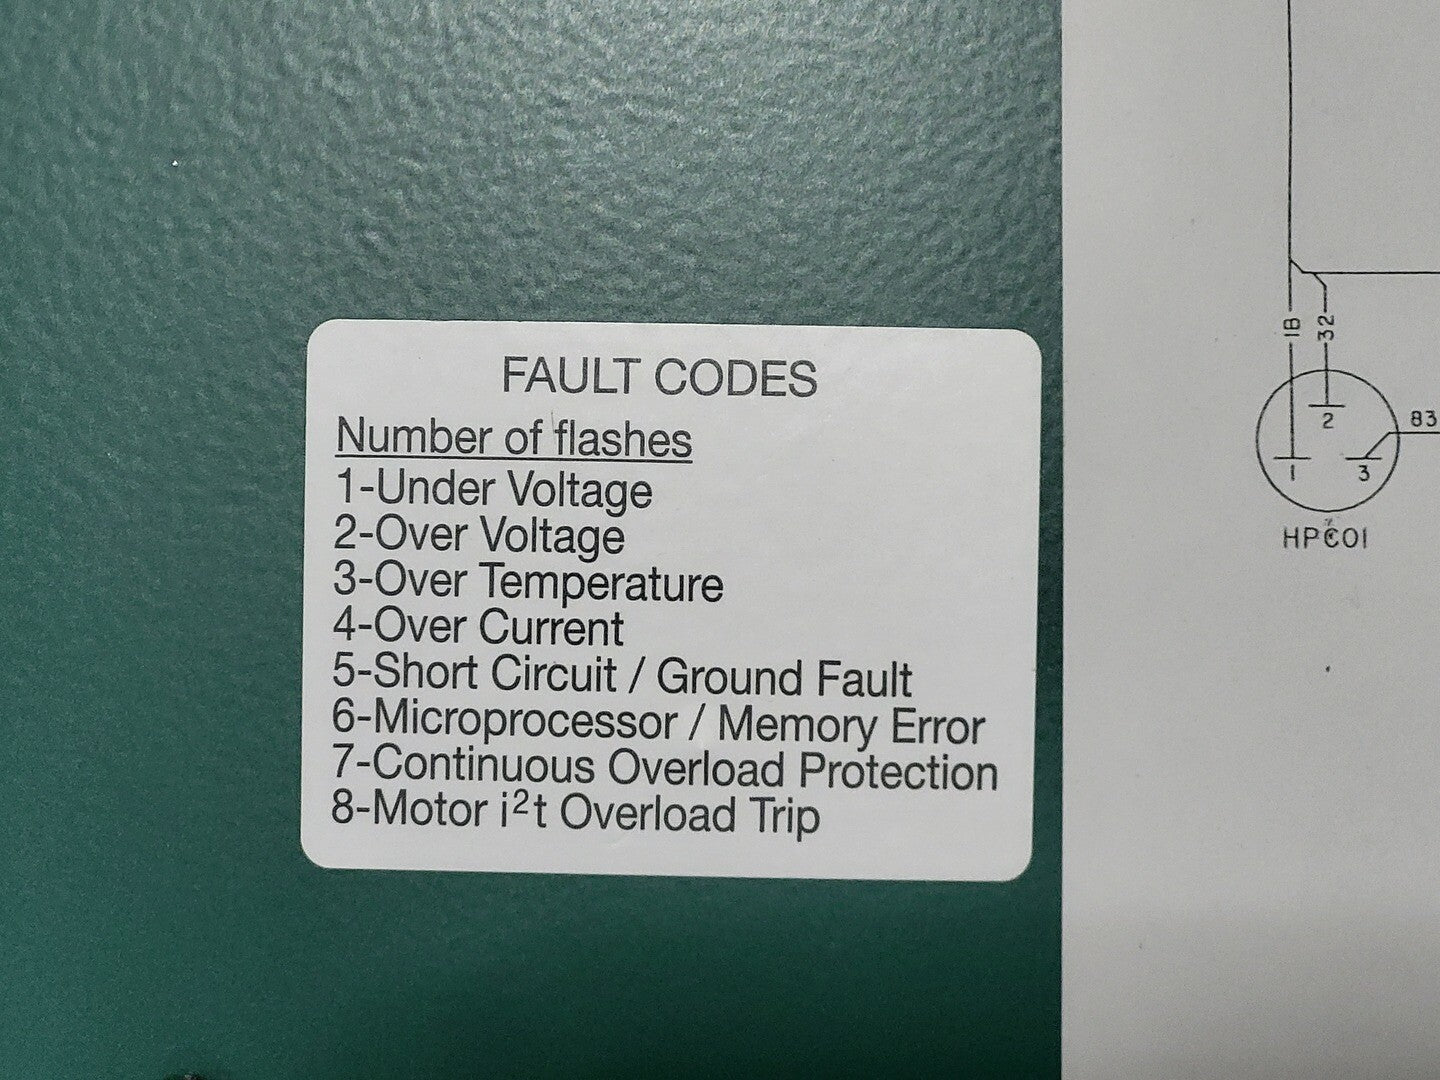 FAULT CODES
Number of flashes
1-Under Voltage
2-Over Voltage
3-Over Temperature
4-Over Current
5-Short Circuit / Ground Fault
6-Microprocessor / Memory Error
7-Continuous Overload Protection
8-Motor i²t Overload Trip
18
32
83
2
1
3